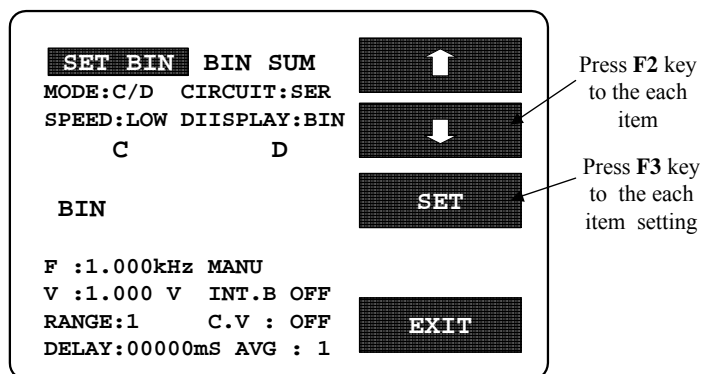 SET BIN BIN SUM
MODE:C/D CIRCUIT:SER
SPEED:LOW DIISPLAY:BIN
C D
BIN
F :1.000kHz MANU
V :1.000 V INT.B OFF
RANGE:1 C.V : OFF
DELAY:00000mS AVG : 1
SET
EXIT
Press F2 key
to the each
item
Press F3 key
to the each
item setting